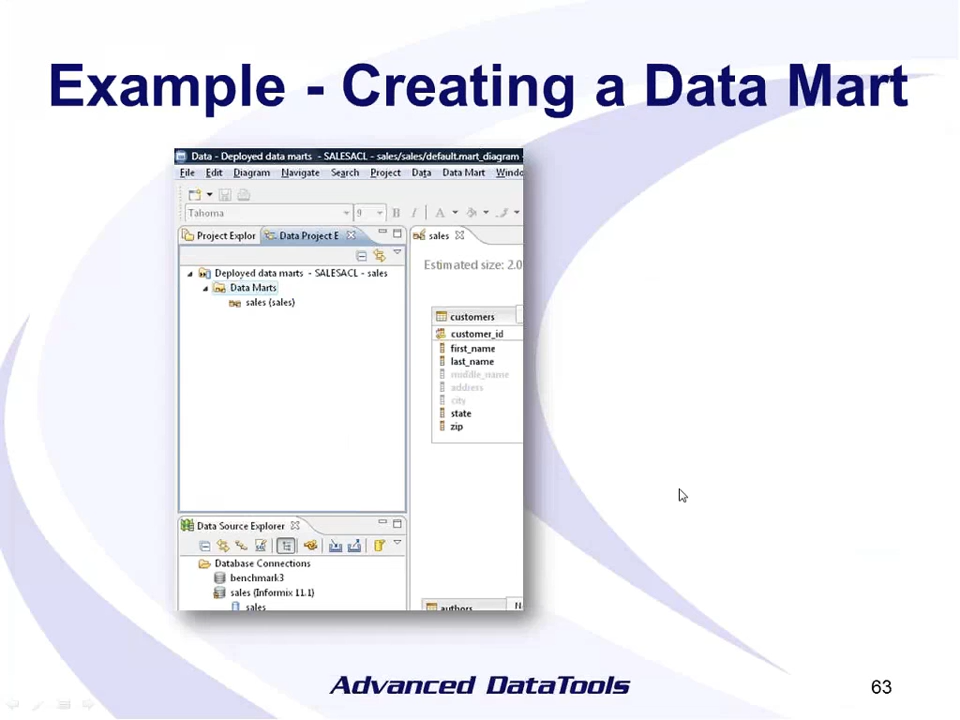 Example - Creating a Data Mart
Data - Deployed data marts - SALESACL - sales/sales/default.mart_diagram -
File Edit Diagram Navigate Search Project Data Data Mart Windo
Tahoma 9 B I A
Project Explor Data Project E sales
Estimated size: 2.0
Deployed data marts - SALESACL - sales
Data Marts
sales (sales)
customers
customer_id
first_name
last_name
middle_name
address
city
state
zip
Data Source Explorer
Database Connections
benchmark3
sales (Informix 11.1)
sales
authors N
Advanced DataTools
63